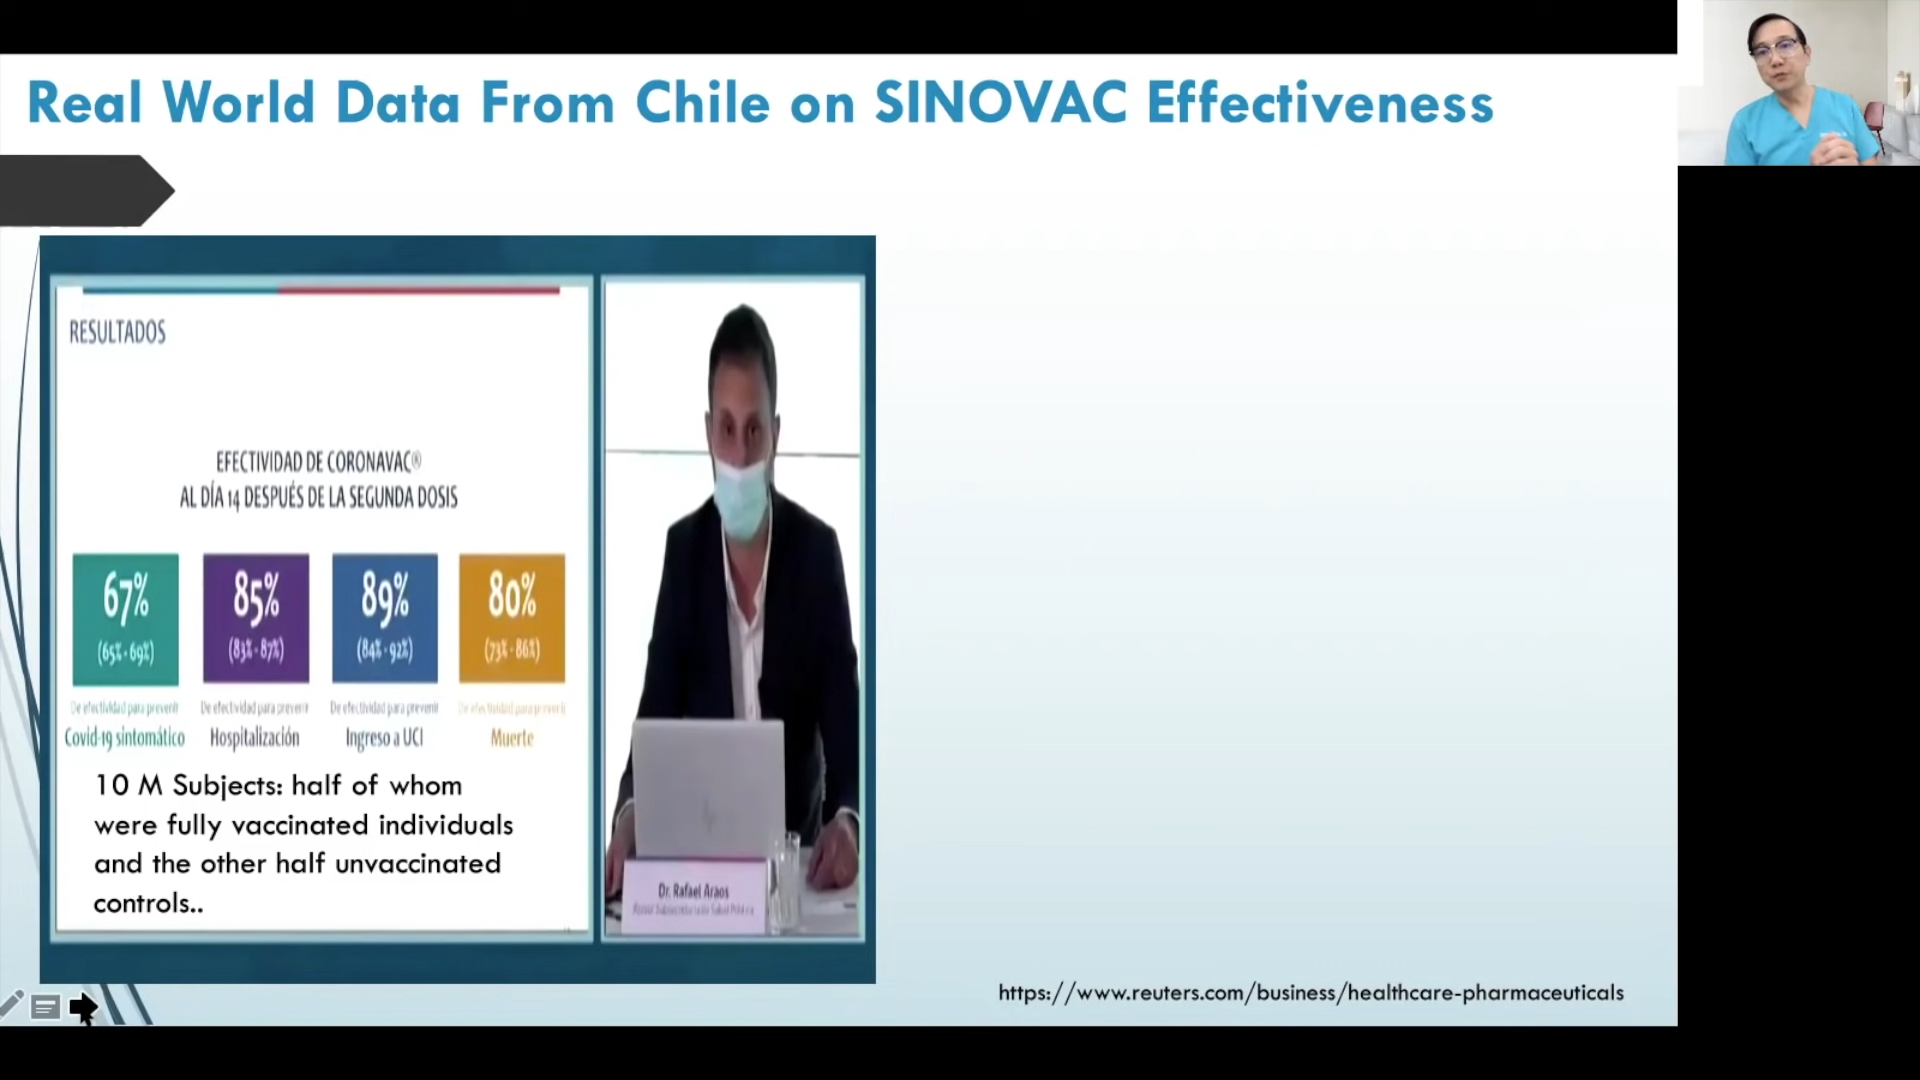 Real World Data From Chile on SINOVAC Effectiveness
RESULTADOS
EFECTIVIDAD DE CORONAVAC®
AL DÍA 14 DESPUÉS DE LA SEGUNDA DOSIS
67%
(65% - 69%)
De efectividad para prevenir
Covid-19 sintomático
85%
(83% - 87%)
De efectividad para prevenir
Hospitalización
89%
(84% - 92%)
De efectividad para prevenir
Ingreso a UCI
80%
(73% - 86%)
De efectividad para prevenir
Muerte
10 M Subjects: half of whom
were fully vaccinated individuals
and the other half unvaccinated
controls..
Dr. Rafael Araos
https://www.reuters.com/business/healthcare-pharmaceuticals